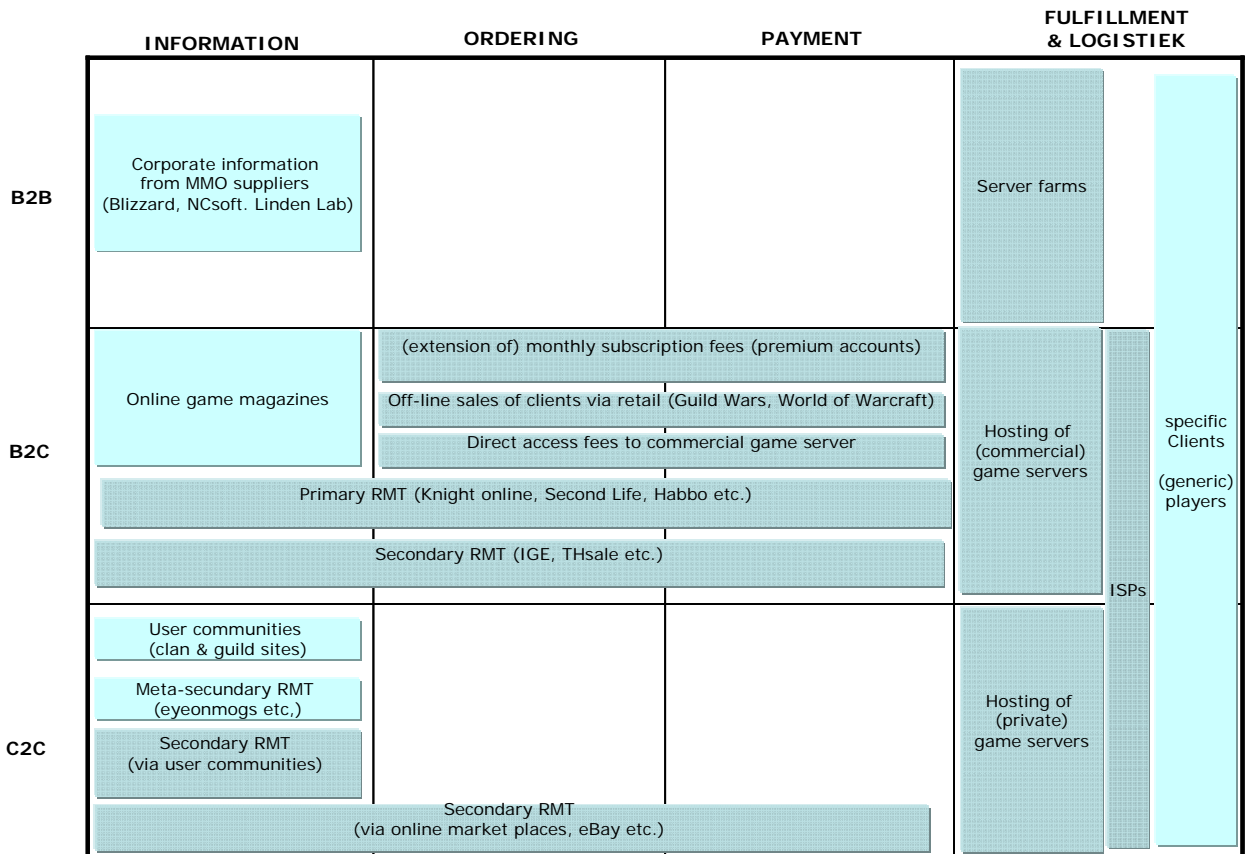 INFORMATION
ORDERING
PAYMENT
FULFILLMENT
& LOGISTIEK
B2B
Corporate information
from MMO suppliers
(Blizzard, NCsoft. Linden Lab)
Server farms
B2C
Online game magazines
(extension of) monthly subscription fees (premium accounts)
Off-line sales of clients via retail (Guild Wars, World of Warcraft)
Direct access fees to commercial game server
Primary RMT (Knight online, Second Life, Habbo etc.)
Secondary RMT (IGE, THsale etc.)
Hosting of
(commercial)
game servers
ISPs
specific
Clients
(generic)
players
C2C
User communities
(clan & guild sites)
Meta-secundary RMT
(eyeonmogs etc,)
Secondary RMT
(via user communities)
Secondary RMT
(via online market places, eBay etc.)
Hosting of
(private)
game servers